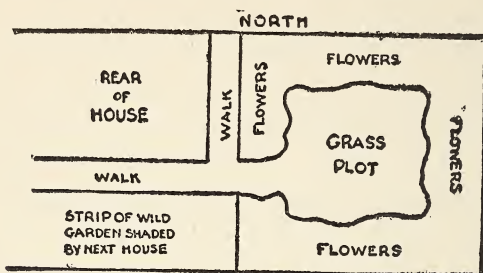 NORTH
REAR
OF
HOUSE
WALK
FLOWERS
FLOWERS
GRASS
PLOT
FLOWERS
WALK
STRIP OF WILD
GARDEN SHADED
BY NEXT HOUSE
FLOWERS